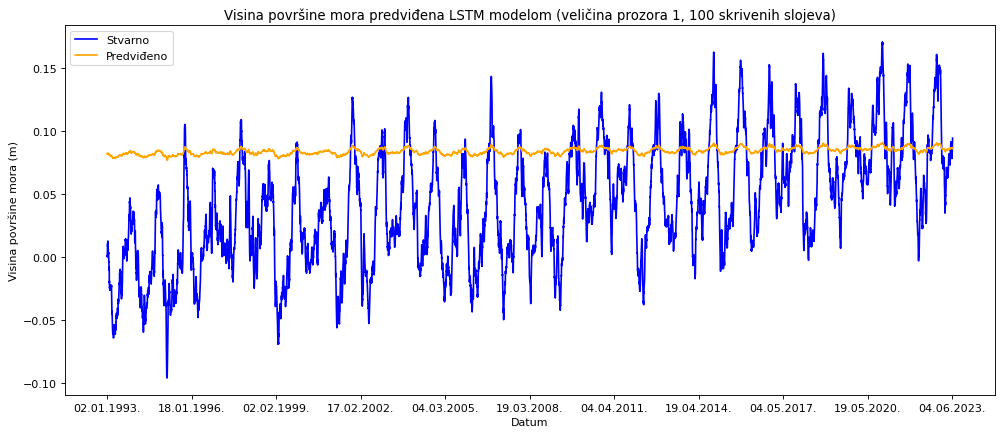 Visina površine mora predviđena LSTM modelom (veličina prozora 1, 100 skrivenih slojeva)
Stvarno
Predviđeno
Visina površine mora (m)
0.15
0.10
0.05
0.00
−0.05
−0.10
02.01.1993. 18.01.1996. 02.02.1999. 17.02.2002. 04.03.2005. 19.03.2008. 04.04.2011. 19.04.2014. 04.05.2017. 19.05.2020. 04.06.2023.
Datum